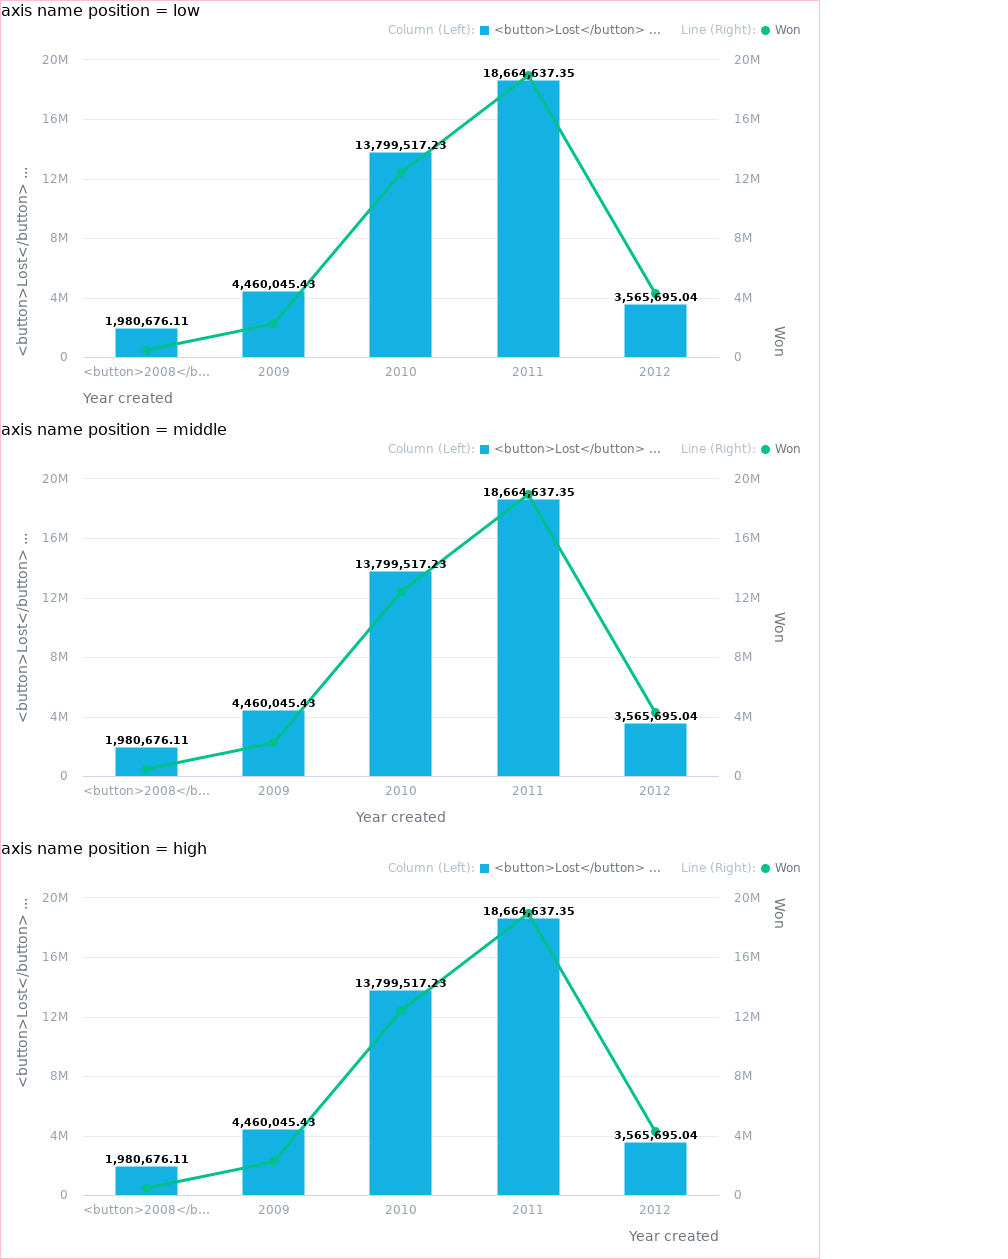 axis name position = low
Column (Left): <button>Lost</button> ... Line (Right): Won
20M 20M
18,664,637.35
16M 16M
13,799,517.23
12M 12M
<button>Lost</button> ...
8M 8M
4,460,045.43
4M 4M
3,565,695.04
1,980,676.11
Won
0 0
<button>2008</b... 2009 2010 2011 2012
Year created
axis name position = middle
Column (Left): <button>Lost</button> ... Line (Right): Won
20M 20M
18,664,637.35
16M 16M
13,799,517.23
<button>Lost</button> ...
12M 12M
Won
8M 8M
4,460,045.43
4M 4M
3,565,695.04
1,980,676.11
0 0
<button>2008</b... 2009 2010 2011 2012
Year created
axis name position = high
Column (Left): <button>Lost</button> ... Line (Right): Won
20M 20M
Won
<button>Lost</button> ...
18,664,637.35
16M 16M
13,799,517.23
12M 12M
8M 8M
4,460,045.43
4M 4M
3,565,695.04
1,980,676.11
0 0
<button>2008</b... 2009 2010 2011 2012
Year created